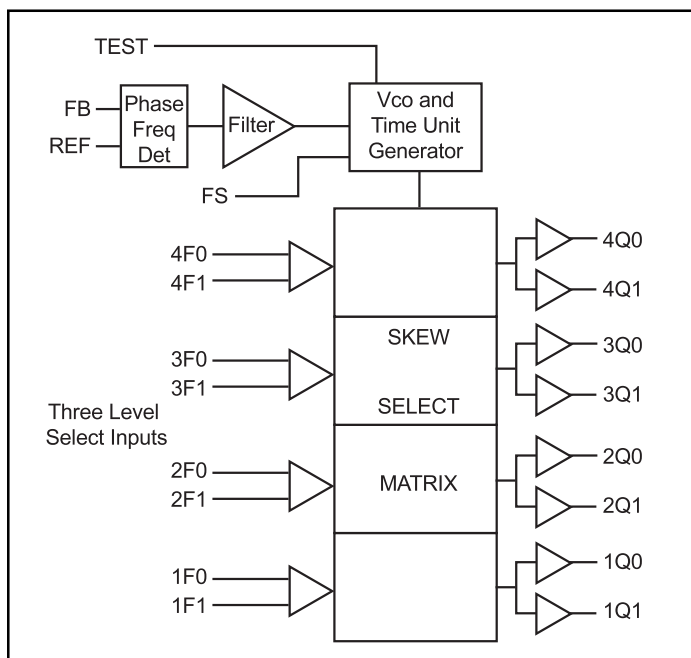 TEST
FB
REF
Phase
Freq
Det
Filter
Vco and
Time Unit
Generator
FS
4F0
4F1
4Q0
4Q1
3F0
3F1
SKEW
3Q0
3Q1
Three Level
Select Inputs
SELECT
2F0
2F1
MATRIX
2Q0
2Q1
1F0
1F1
1Q0
1Q1